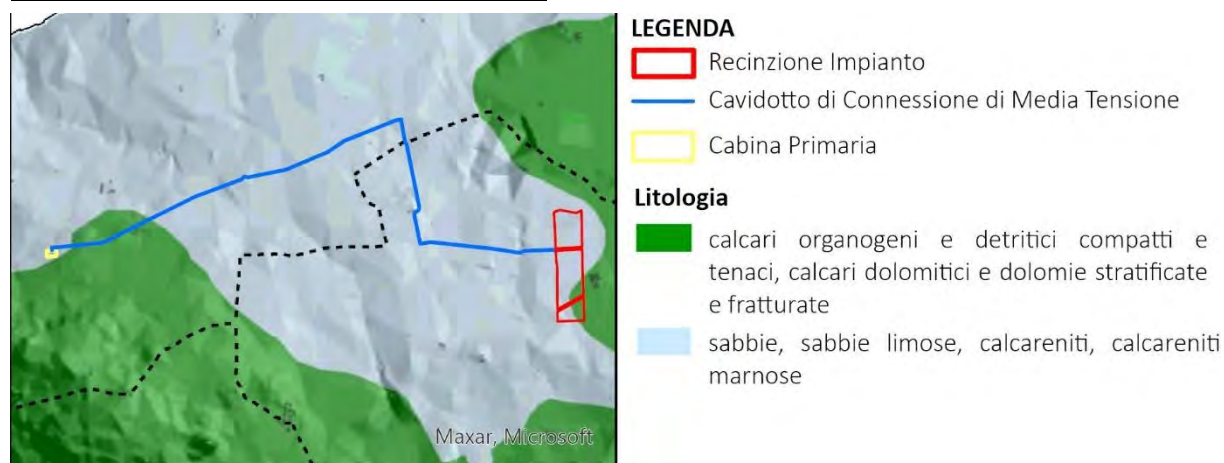 LEGENDA
Recinzione Impianto
Cavidotto di Connessione di Media Tensione
Cabina Primaria
Litologia
calcari organogeni e detritici compatti e
tenaci, calcari dolomitici e dolomie stratificate
e fratturate
sabbie, sabbie limose, calcareniti, calcareniti
marnose
Maxar, Microsoft